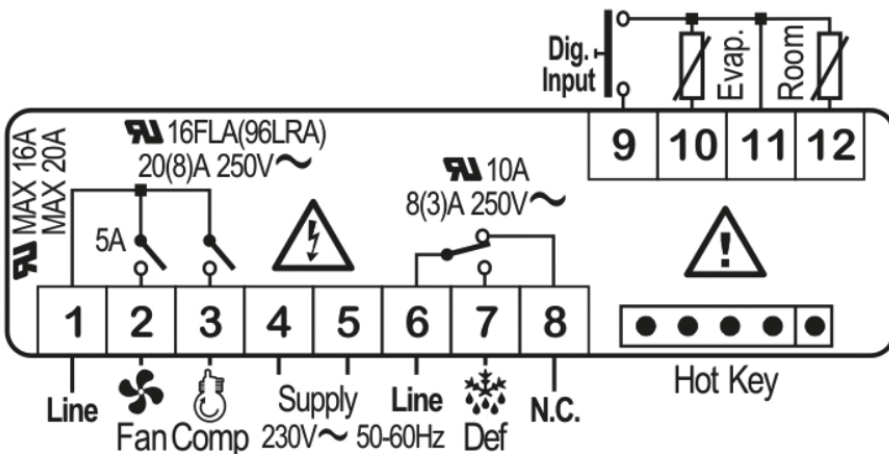 Dig.
Input
Evap.
Room
MAX 16A
MAX 20A
16FLA(96LRA)
20(8)A 250V~
10A
8(3)A 250V~
5A
9 10 11 12
1 2 3 4 5 6 7 8
Line
Fan
Comp
Supply
230V~ 50-60Hz
Line
Def
N.C.
Hot Key